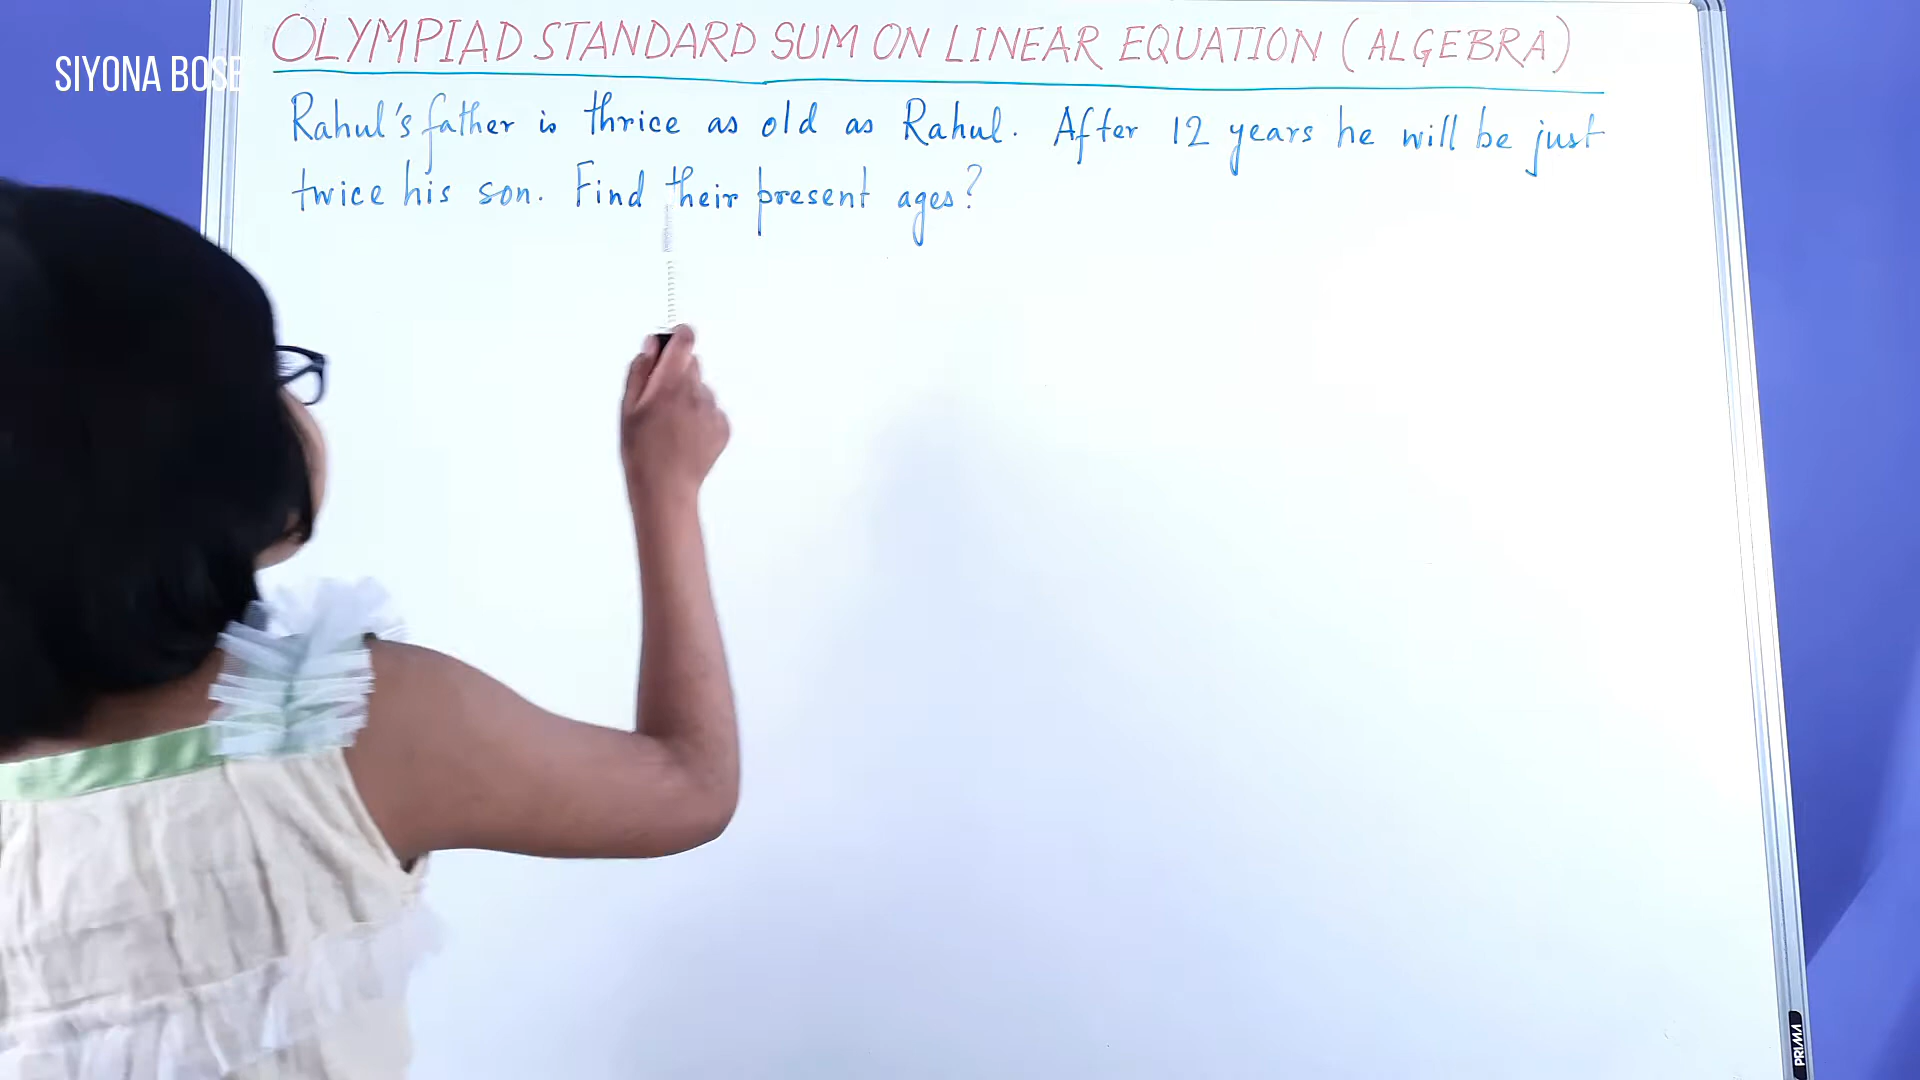 OLYMPIAD STANDARD SUM ON LINEAR EQUATION (ALGEBRA)
SIYONA BOSE
Rahul's father is thrice as old as Rahul. After 12 years he will be just
twice his son. Find their present ages?
PRIMA